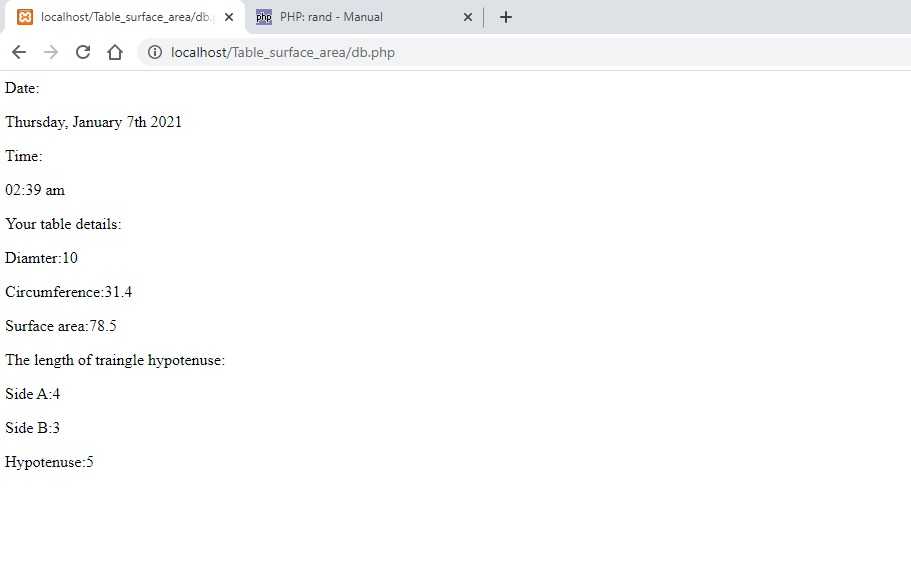 localhost/Table_surface_area/db.p
php PHP: rand - Manual
localhost/Table_surface_area/db.php
Date:
Thursday, January 7th 2021
Time:
02:39 am
Your table details:
Diamter:10
Circumference:31.4
Surface area:78.5
The length of traingle hypotenuse:
Side A:4
Side B:3
Hypotenuse:5